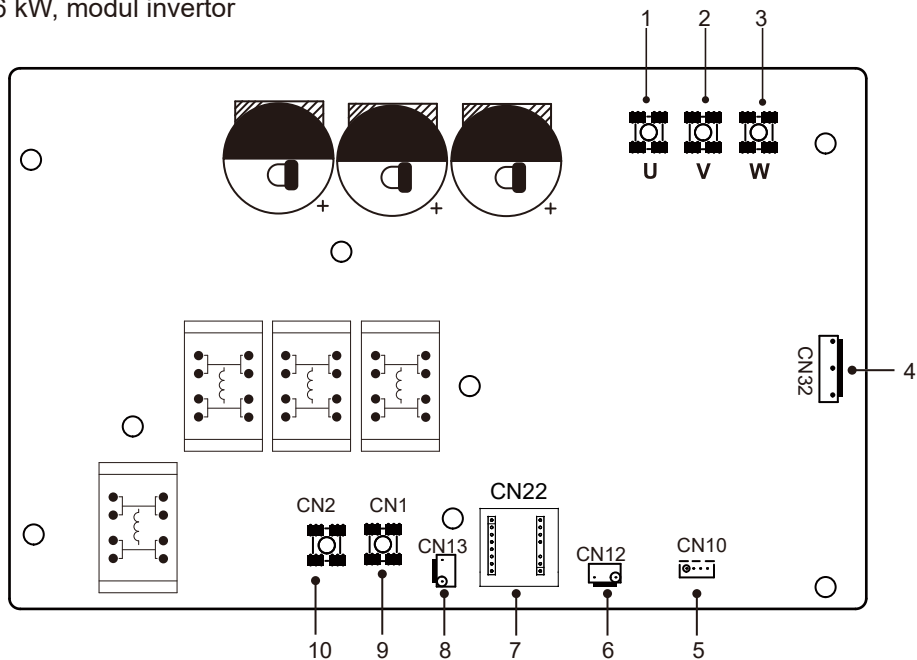 6 kW, modul invertor
1 2 3
U V W
+ + +
CN32
4
CN22
CN2 CN1
CN13
CN12
CN10
10 9 8 7 6 5